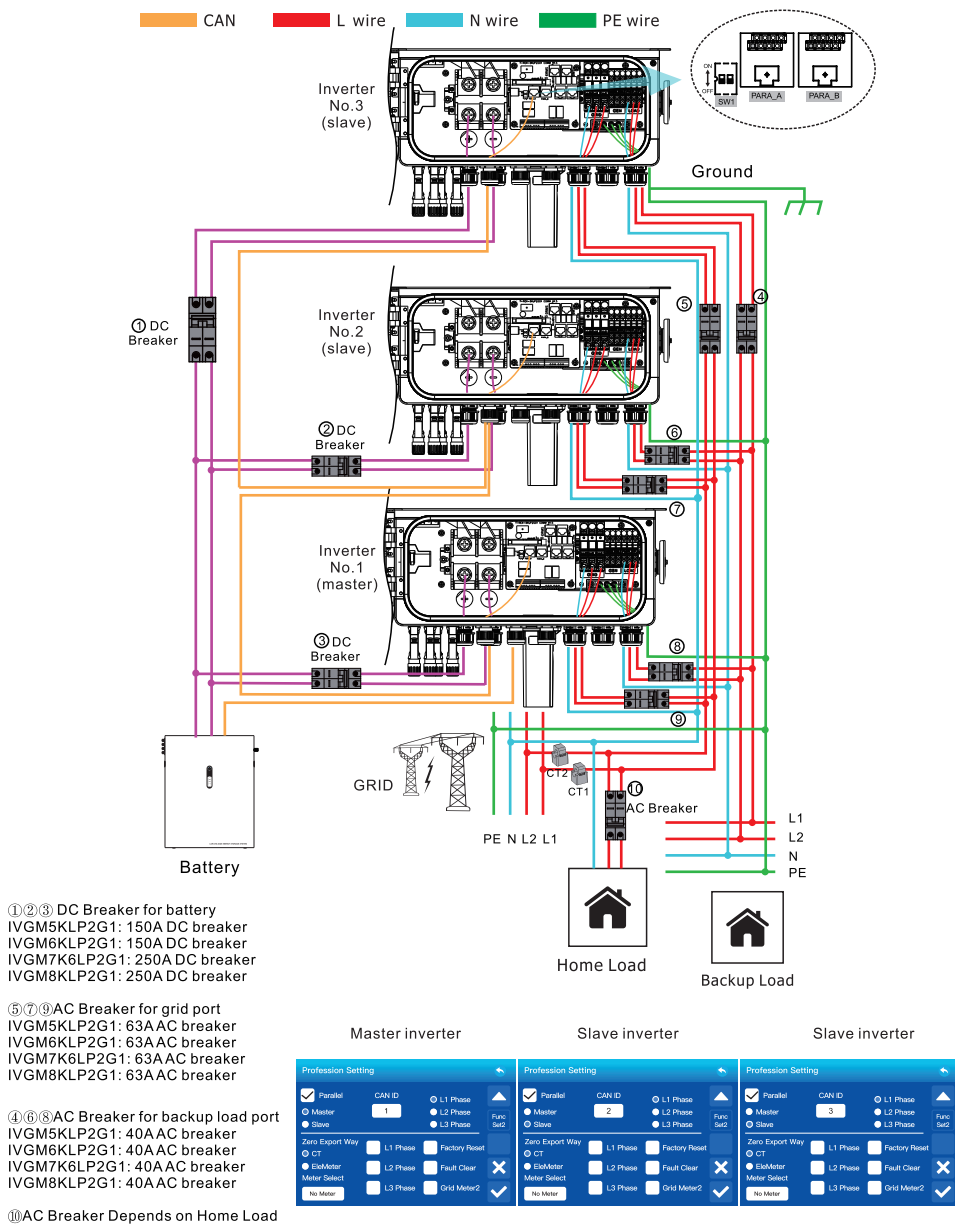 CAN
L wire
N wire
PE wire
Inverter
No.3
(slave)
ON
OFF
SW1
PARA_A
PARA_B
Ground
① DC
Breaker
Inverter
No.2
(slave)
⑤
④
② DC
Breaker
⑥
⑦
Inverter
No.1
(master)
③ DC
Breaker
⑧
⑨
GRID
CT2
CT1
⑩
AC Breaker
PE N L2 L1
L1
L2
N
PE
Battery
Home Load
Backup Load
①②③ DC Breaker for battery
IVGM5KLP2G1: 150A DC breaker
IVGM6KLP2G1: 150A DC breaker
IVGM7K6LP2G1: 250A DC breaker
IVGM8KLP2G1: 250A DC breaker
⑤⑦⑨AC Breaker for grid port
IVGM5KLP2G1: 63A AC breaker
IVGM6KLP2G1: 63A AC breaker
IVGM7K6LP2G1: 63A AC breaker
IVGM8KLP2G1: 63A AC breaker
④⑥⑧AC Breaker for backup load port
IVGM5KLP2G1: 40A AC breaker
IVGM6KLP2G1: 40A AC breaker
IVGM7K6LP2G1: 40A AC breaker
IVGM8KLP2G1: 40A AC breaker
⑩AC Breaker Depends on Home Load
Master inverter
Profession Setting
Parallel
CAN ID
L1 Phase
Master
1
L2 Phase
Func
Set2
Slave
L3 Phase
Zero Export Way
L1 Phase
Factory Reset
CT
EleMeter
L2 Phase
Fault Clear
Meter Select
No Meter
L3 Phase
Grid Meter2
Slave inverter
Profession Setting
Parallel
CAN ID
L1 Phase
Master
2
L2 Phase
Func
Set2
Slave
L3 Phase
Zero Export Way
L1 Phase
Factory Reset
CT
EleMeter
L2 Phase
Fault Clear
Meter Select
No Meter
L3 Phase
Grid Meter2
Slave inverter
Profession Setting
Parallel
CAN ID
L1 Phase
Master
3
L2 Phase
Func
Set2
Slave
L3 Phase
Zero Export Way
L1 Phase
Factory Reset
CT
EleMeter
L2 Phase
Fault Clear
Meter Select
No Meter
L3 Phase
Grid Meter2